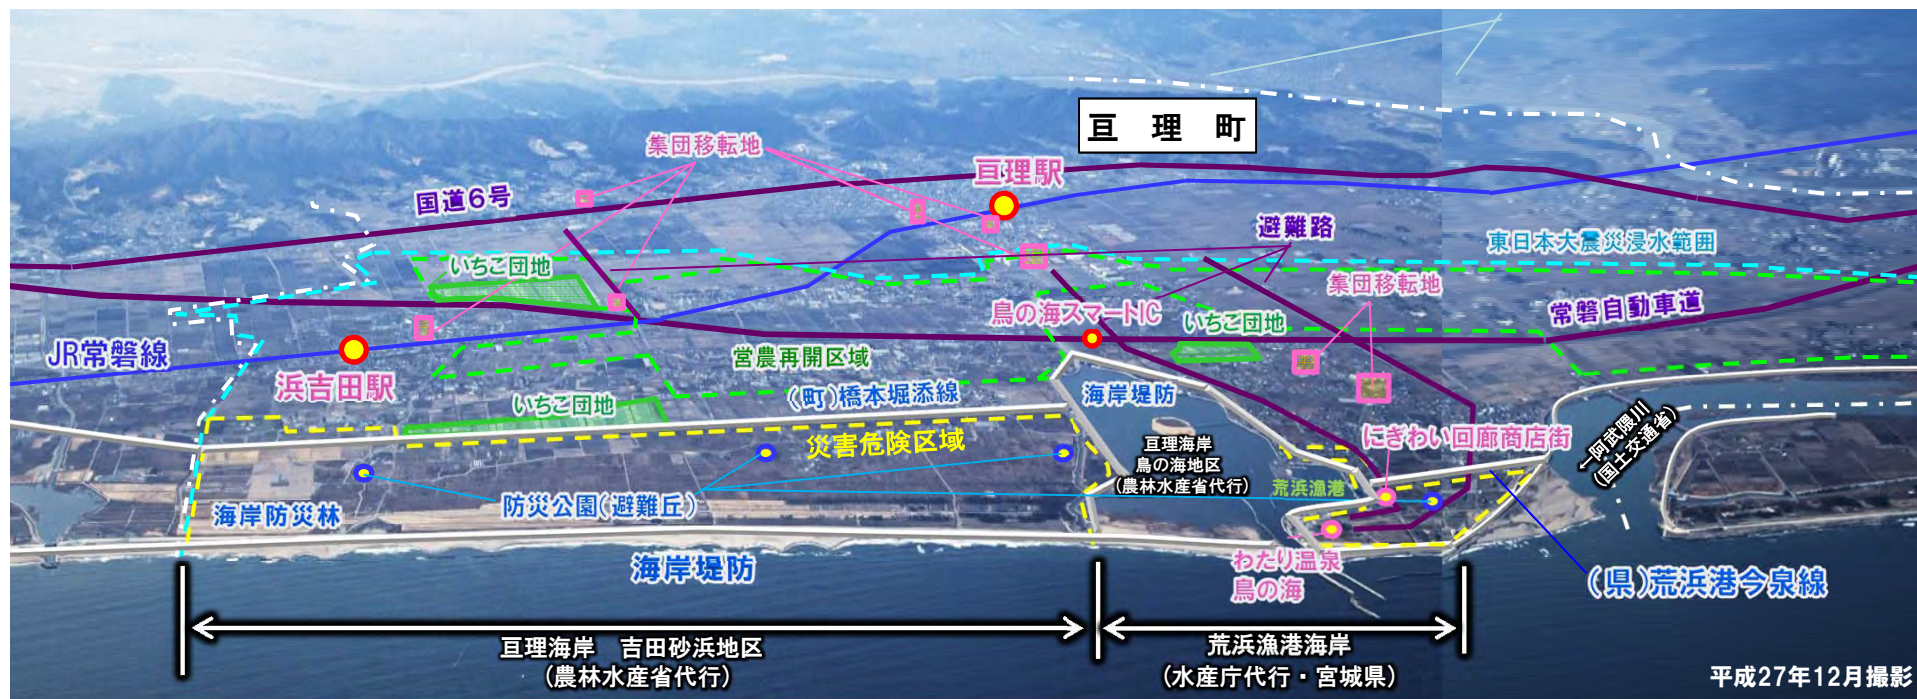 亘　理　町
集団移転地
亘理駅
国道6号
避難路
東日本大震災浸水範囲
いちご団地
集団移転地
常磐自動車道
鳥の海スマートIC
いちご団地
JR常磐線
営農再開区域
浜吉田駅
(町)橋本堀添線
海岸堤防
いちご団地
災害危険区域
亘理海岸
鳥の海地区
(農林水産省代行)
にぎわい回廊商店街
←阿武隈川
(国土交通省)
荒浜漁港
海岸防災林
防災公園(避難丘)
海岸堤防
わたり温泉
鳥の海
(県)荒浜港今泉線
亘理海岸　吉田砂浜地区
(農林水産省代行)
荒浜漁港海岸
(水産庁代行・宮城県)
平成27年12月撮影